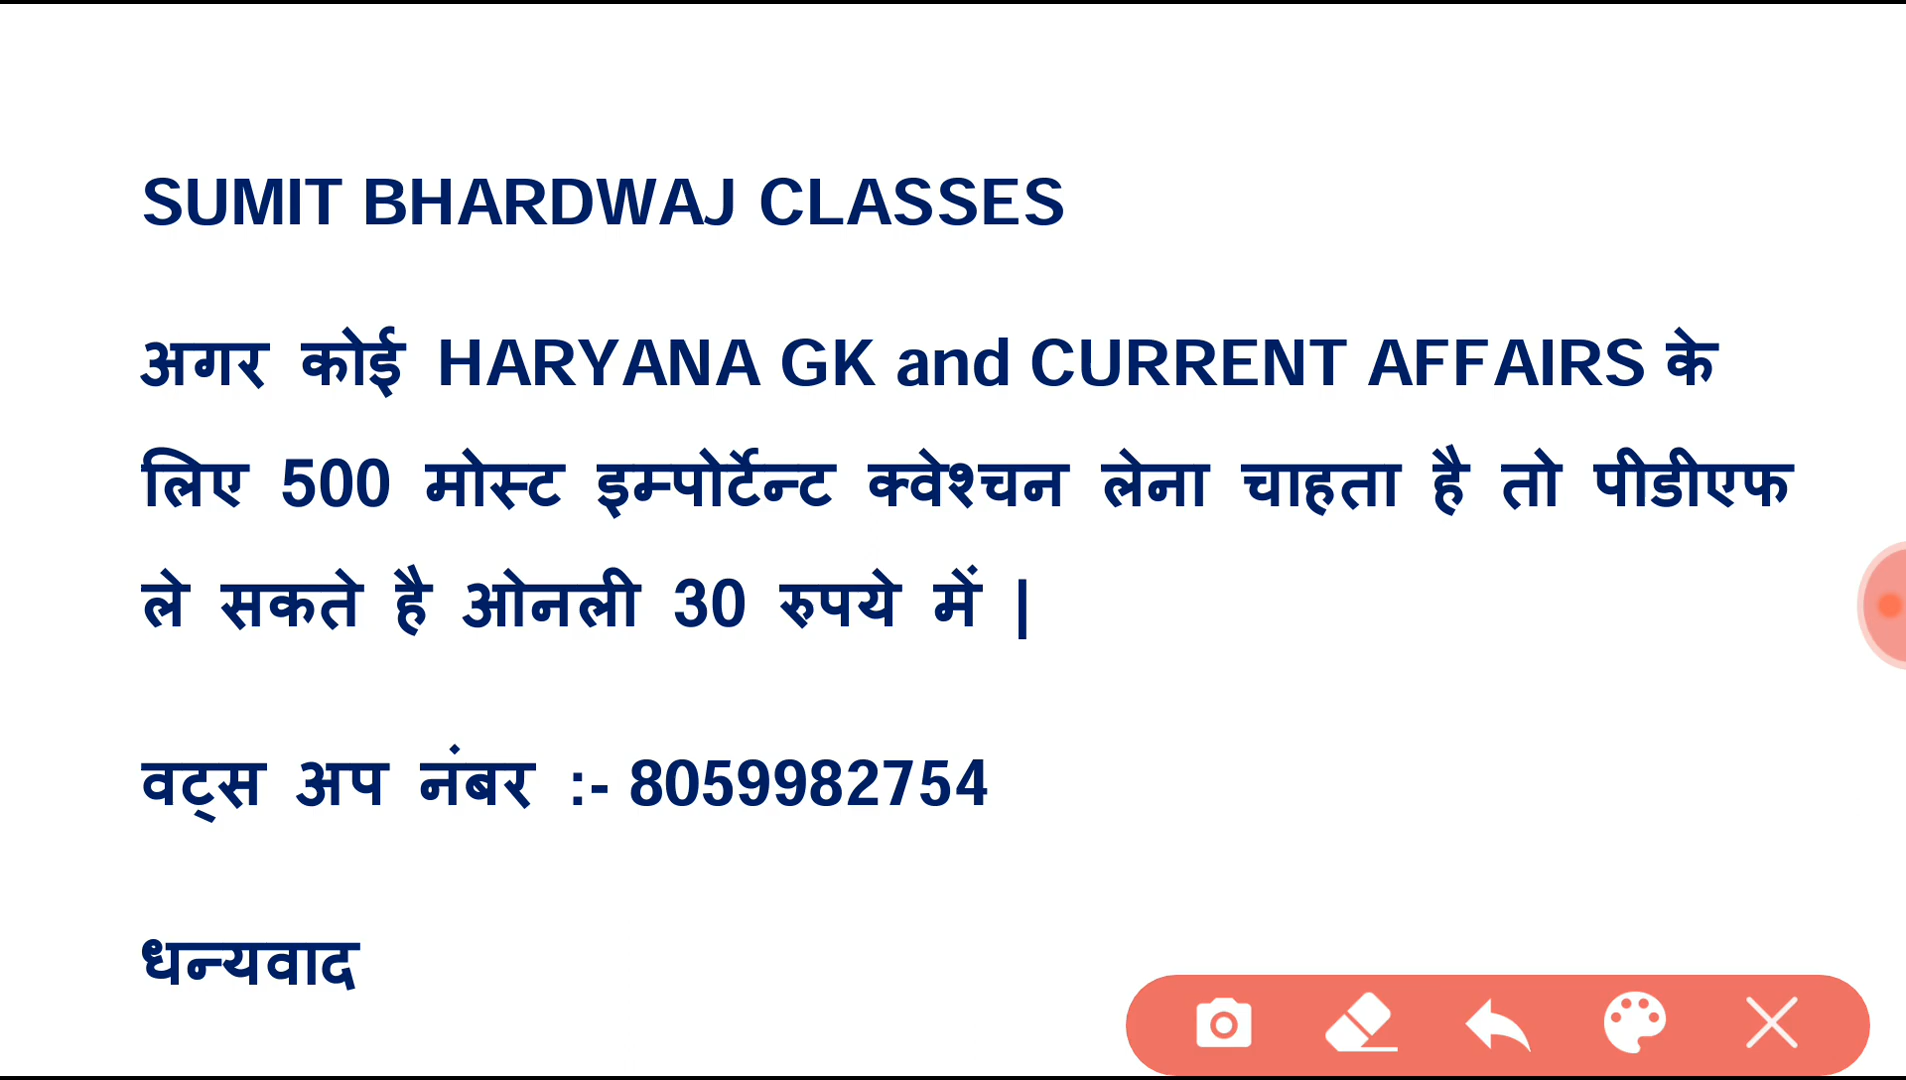 SUMIT BHARDWAJ CLASSES
अगर कोई HARYANA GK and CURRENT AFFAIRS के
लिए 500 मोस्ट इम्पोर्टेन्ट क्वेश्चन लेना चाहता है तो पीडीएफ
ले सकते है ओनली 30 रुपये में |
वट्स अप नंबर :- 8059982754
धन्यवाद